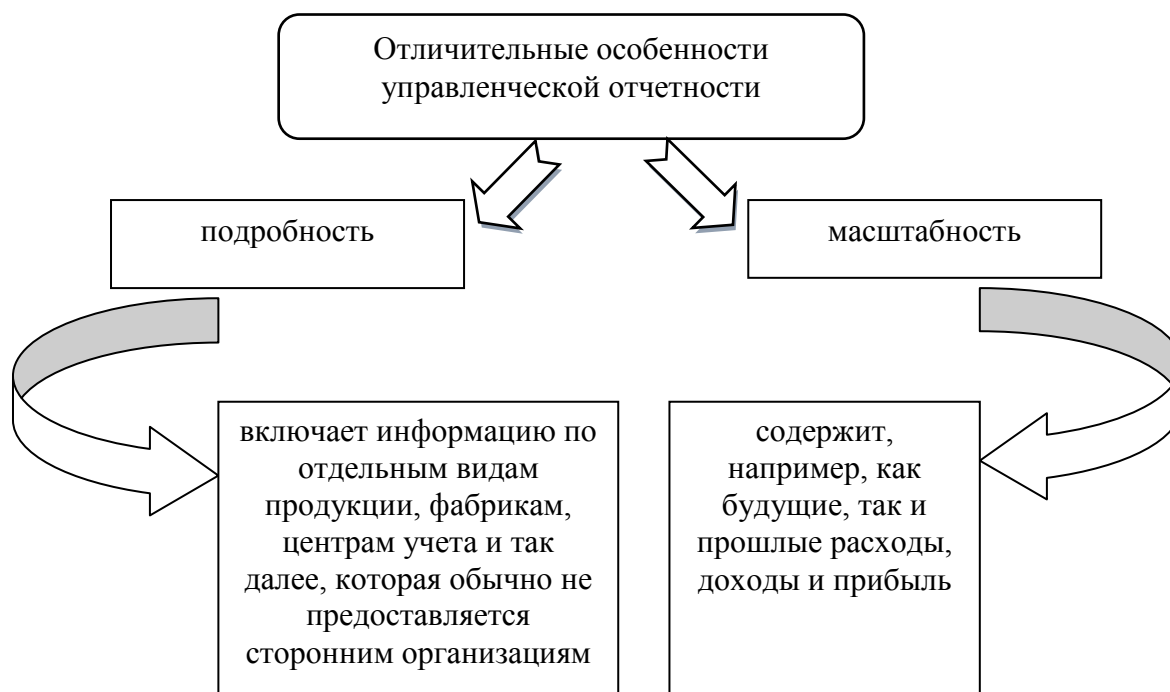 Отличительные особенности
управленческой отчетности
подробность
масштабность
включает информацию по
отдельным видам
продукции, фабрикам,
центрам учета и так
далее, которая обычно не
предоставляется
сторонним организациям
содержит,
например, как
будущие, так и
прошлые расходы,
доходы и прибыль